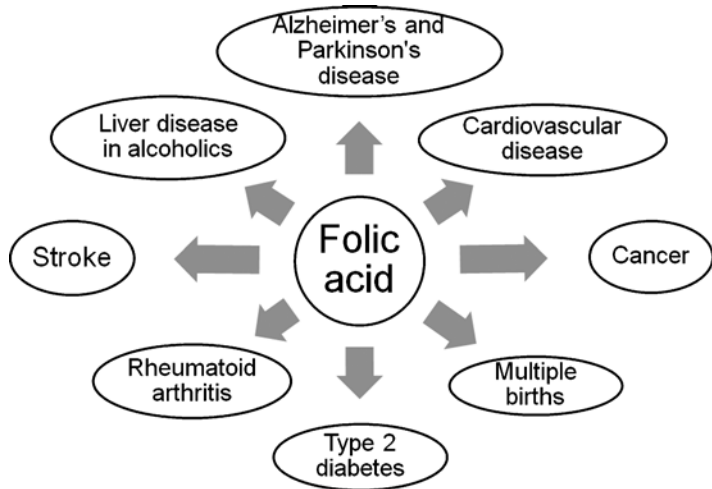 Alzheimer's and
Parkinson's
disease
Liver disease
in alcoholics
Cardiovascular
disease
Stroke
Folic
acid
Cancer
Rheumatoid
arthritis
Multiple
births
Type 2
diabetes